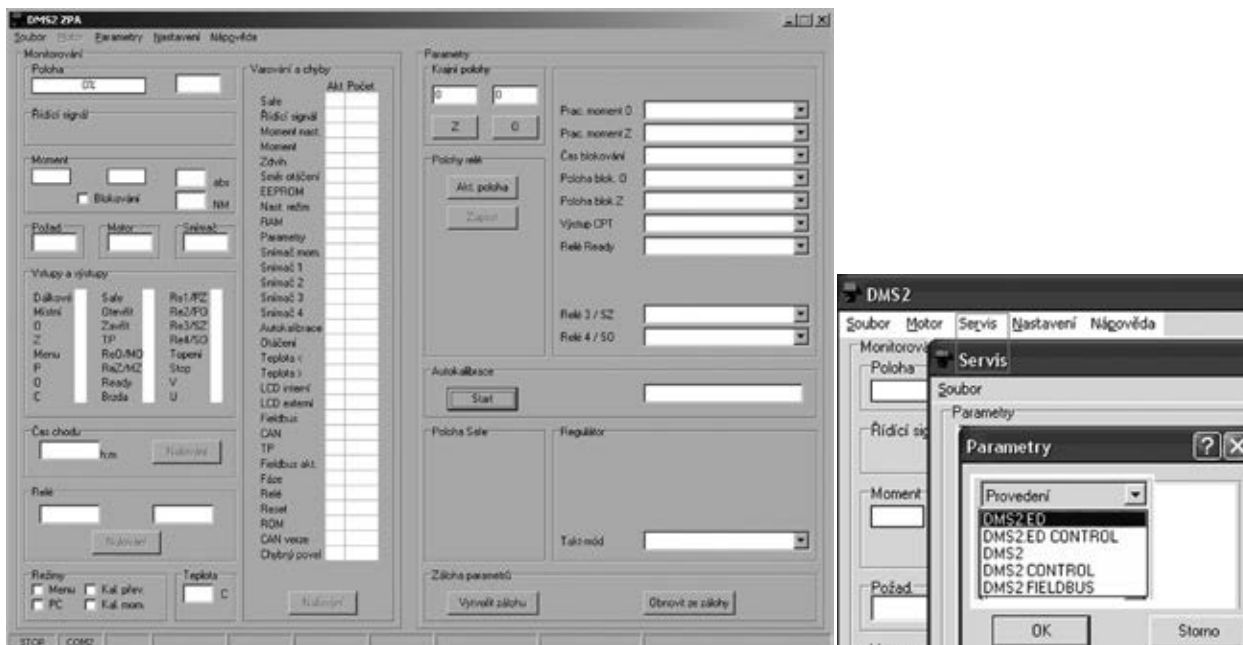 DMS2 ZPA
Soubor Motor Parametry Nastavení Nápověda
Monitorování
Poloha
0%
Řídící signál
Moment
abs
Blokování
NM
Požad. Motor Snímač
Vstupy a výstupy
Dálkové Safe Re1/PZ
Místní Otevřít Re2/PO
O Zavřít Re3/SZ
Z TP Re4/SO
Menu ReO/MO Topení
P ReZ/MZ Stop
O Ready V
C Brzda U
Čas chodu
h:m Nulování
Relé
Nulování
Režimy
Menu Kal. přev.
PC Kal. mom.
Teplota
C
Varování a chyby
Akt. Počet.
Safe
Řídící signál
Moment nast.
Moment
Zdvih
Směr otáčení
EEPROM
Nast. režim
RAM
Parametry
Snímač mom.
Snímač 1
Snímač 2
Snímač 3
Snímač 4
Autokalibrace
Otáčení
Teplota <
Teplota >
LCD interní
LCD externí
Fieldbus
CAN
TP
Fieldbus akt.
Fáze
Relé
Reset
ROM
CAN verze
Chybný povel
Nulování
Parametry
Krajní polohy
0 0
Z O
Polohy relé
Akt. poloha
Zapsat
Prac. moment O
Prac. moment Z
Čas blokování
Poloha blok. O
Poloha blok. Z
Výstup CPT
Relé Ready
Relé 3 / SZ
Relé 4 / SO
Autokalibrace
Start
Poloha Safe
Regulátor
Takt-mód
Záloha parametrů
Vytvořit zálohu Obnovit ze zálohy
STOP COM2
DMS2
Soubor Motor Servis Nastavení Nápověda
Monitorov
Poloha
Řídící sig
Moment
Požad.
Servis
Soubor
Parametry
Parametry
Provedení
DMS2 ED
DMS2 ED CONTROL
DMS2
DMS2 CONTROL
DMS2 FIELDBUS
OK Storno